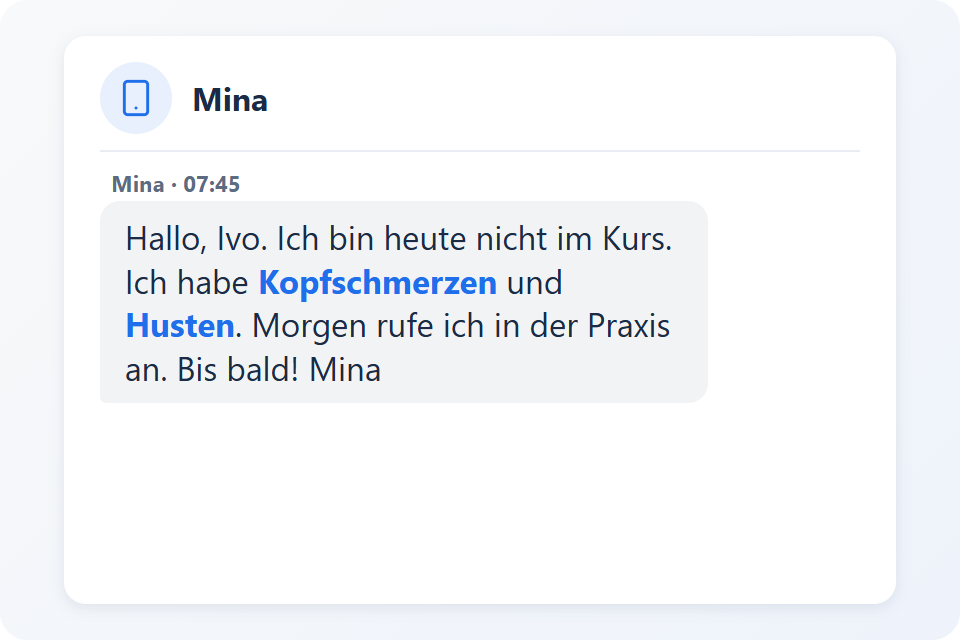 Mina
Mina · 07:45
Hallo, Ivo. Ich bin heute nicht im Kurs.
Ich habe Kopfschmerzen und
Husten. Morgen rufe ich in der Praxis
an. Bis bald! Mina